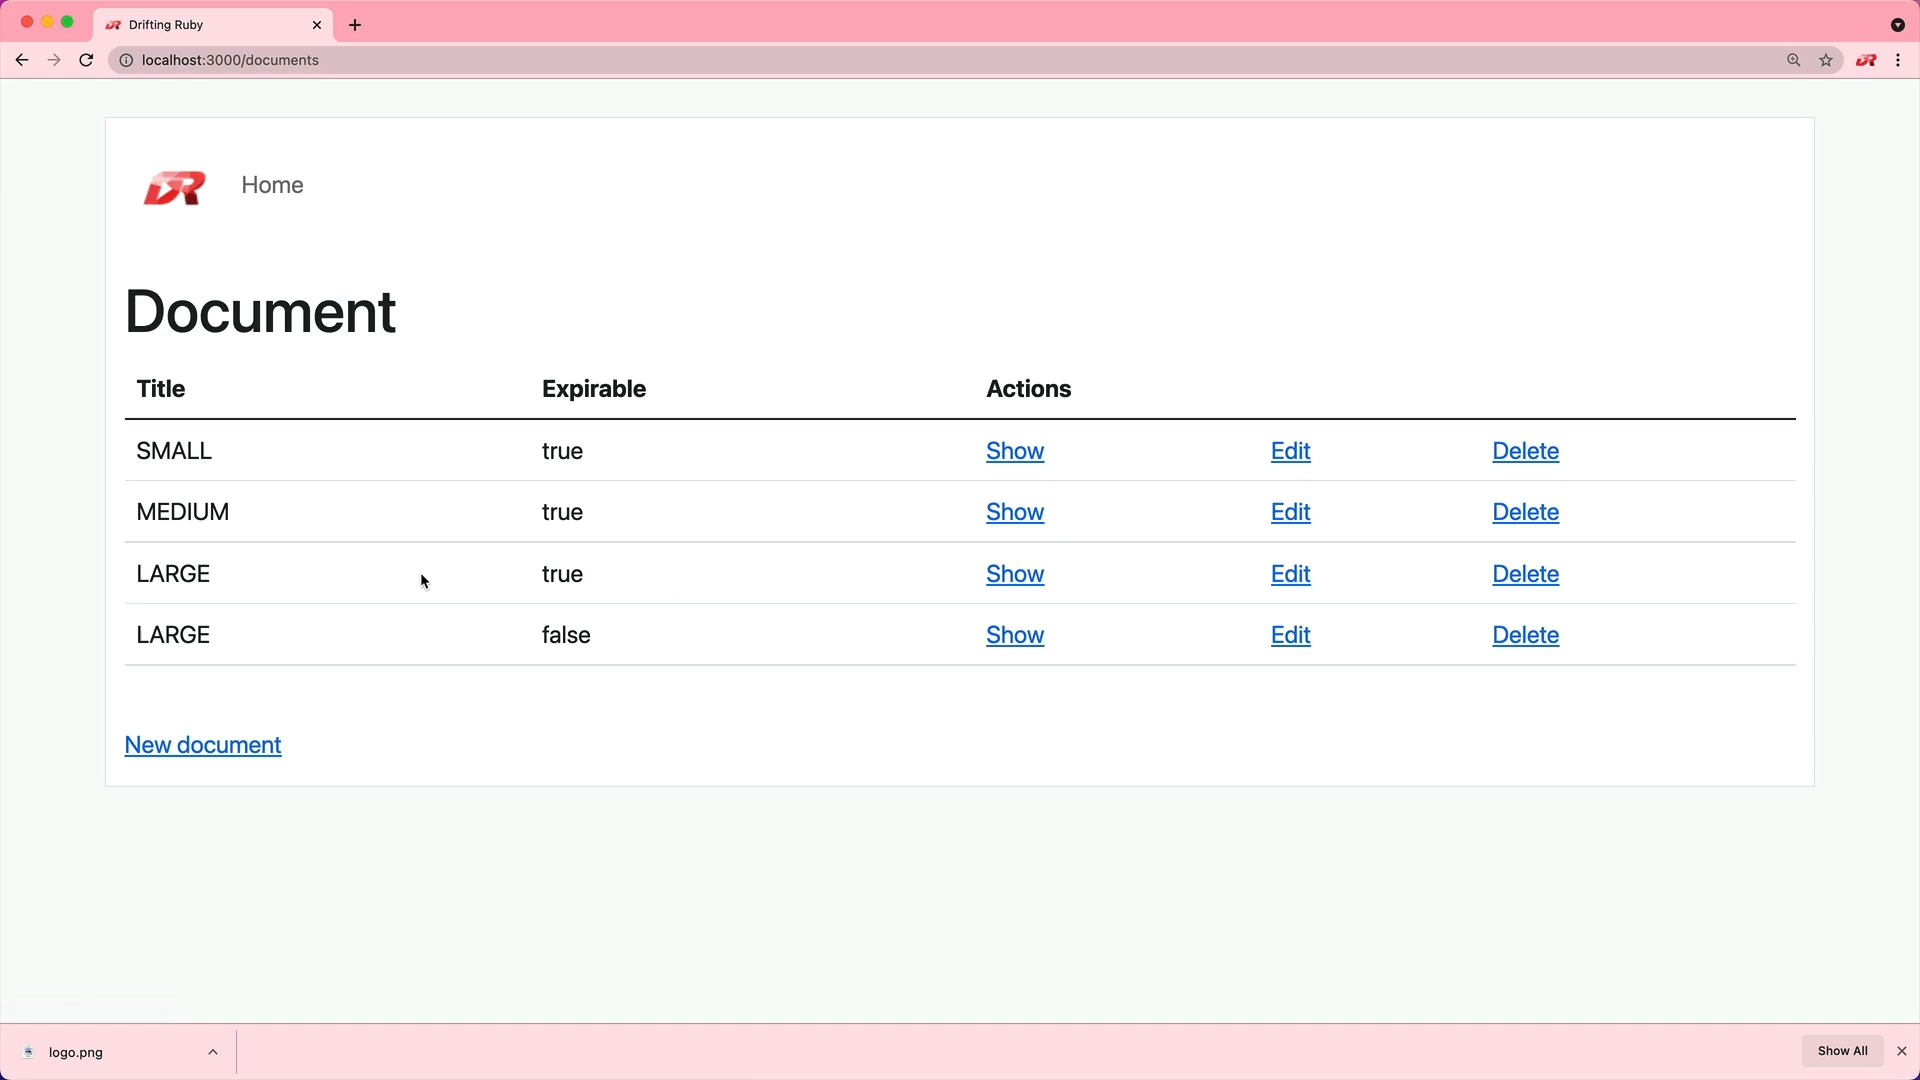 Drifting Ruby
localhost:3000/documents
DR Home
Document
Title Expirable Actions
SMALL true Show Edit Delete
MEDIUM true Show Edit Delete
LARGE true Show Edit Delete
LARGE false Show Edit Delete
New document
logo.png Show All